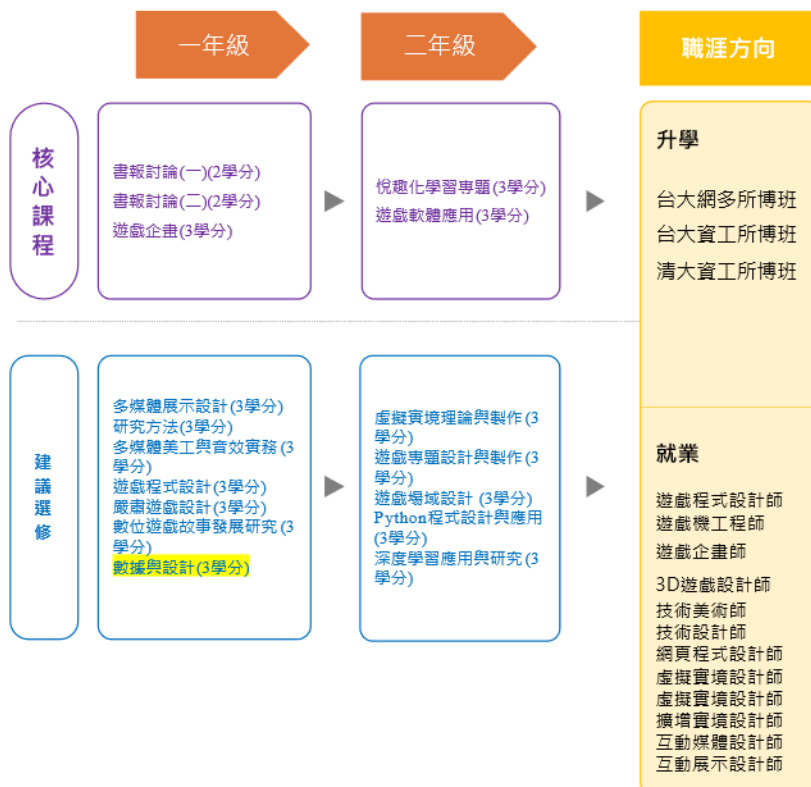 一年級
二年級
職涯方向
核
心
課
程
書報討論(一)(2學分)
書報討論(二)(2學分)
遊戲企畫(3學分)
悅趣化學習專題(3學分)
遊戲軟體應用(3學分)
升學
台大網多所博班
台大資工所博班
清大資工所博班
建
議
選
修
多媒體展示設計(3學分)
研究方法(3學分)
多媒體美工與音效實務(3
學分)
遊戲程式設計(3學分)
嚴肅遊戲設計(3學分)
數位遊戲故事發展研究(3
學分)
數據與設計(3學分)
虛擬實境理論與製作(3
學分)
遊戲專題設計與製作(3
學分)
遊戲場域設計 (3學分)
Python程式設計與應用
(3學分)
深度學習應用與研究(3
學分)
就業
遊戲程式設計師
遊戲機工程師
遊戲企畫師
3D遊戲設計師
技術美術師
技術設計師
網頁程式設計師
虛擬實境設計師
虛擬實境設計師
擴增實境設計師
互動媒體設計師
互動展示設計師